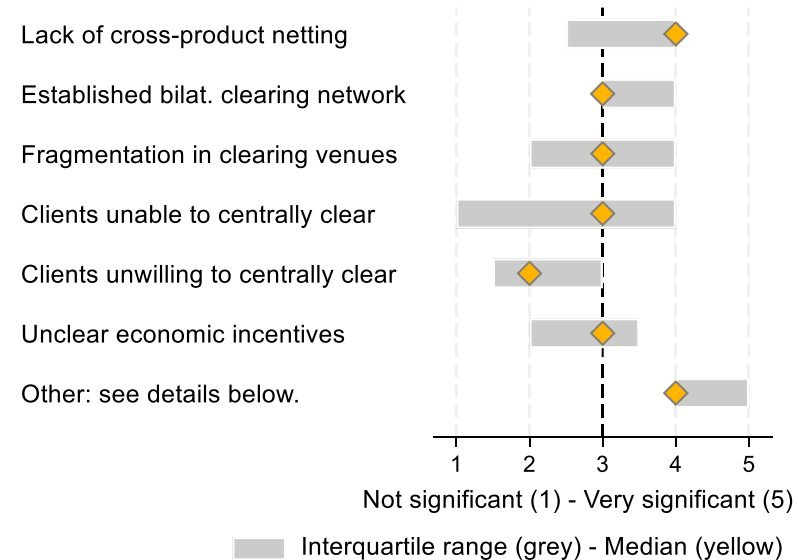 Lack of cross-product netting
Established bilat. clearing network
Fragmentation in clearing venues
Clients unable to centrally clear
Clients unwilling to centrally clear
Unclear economic incentives
Other: see details below.
1 2 3 4 5
Not significant (1) - Very significant (5)
Interquartile range (grey) - Median (yellow)